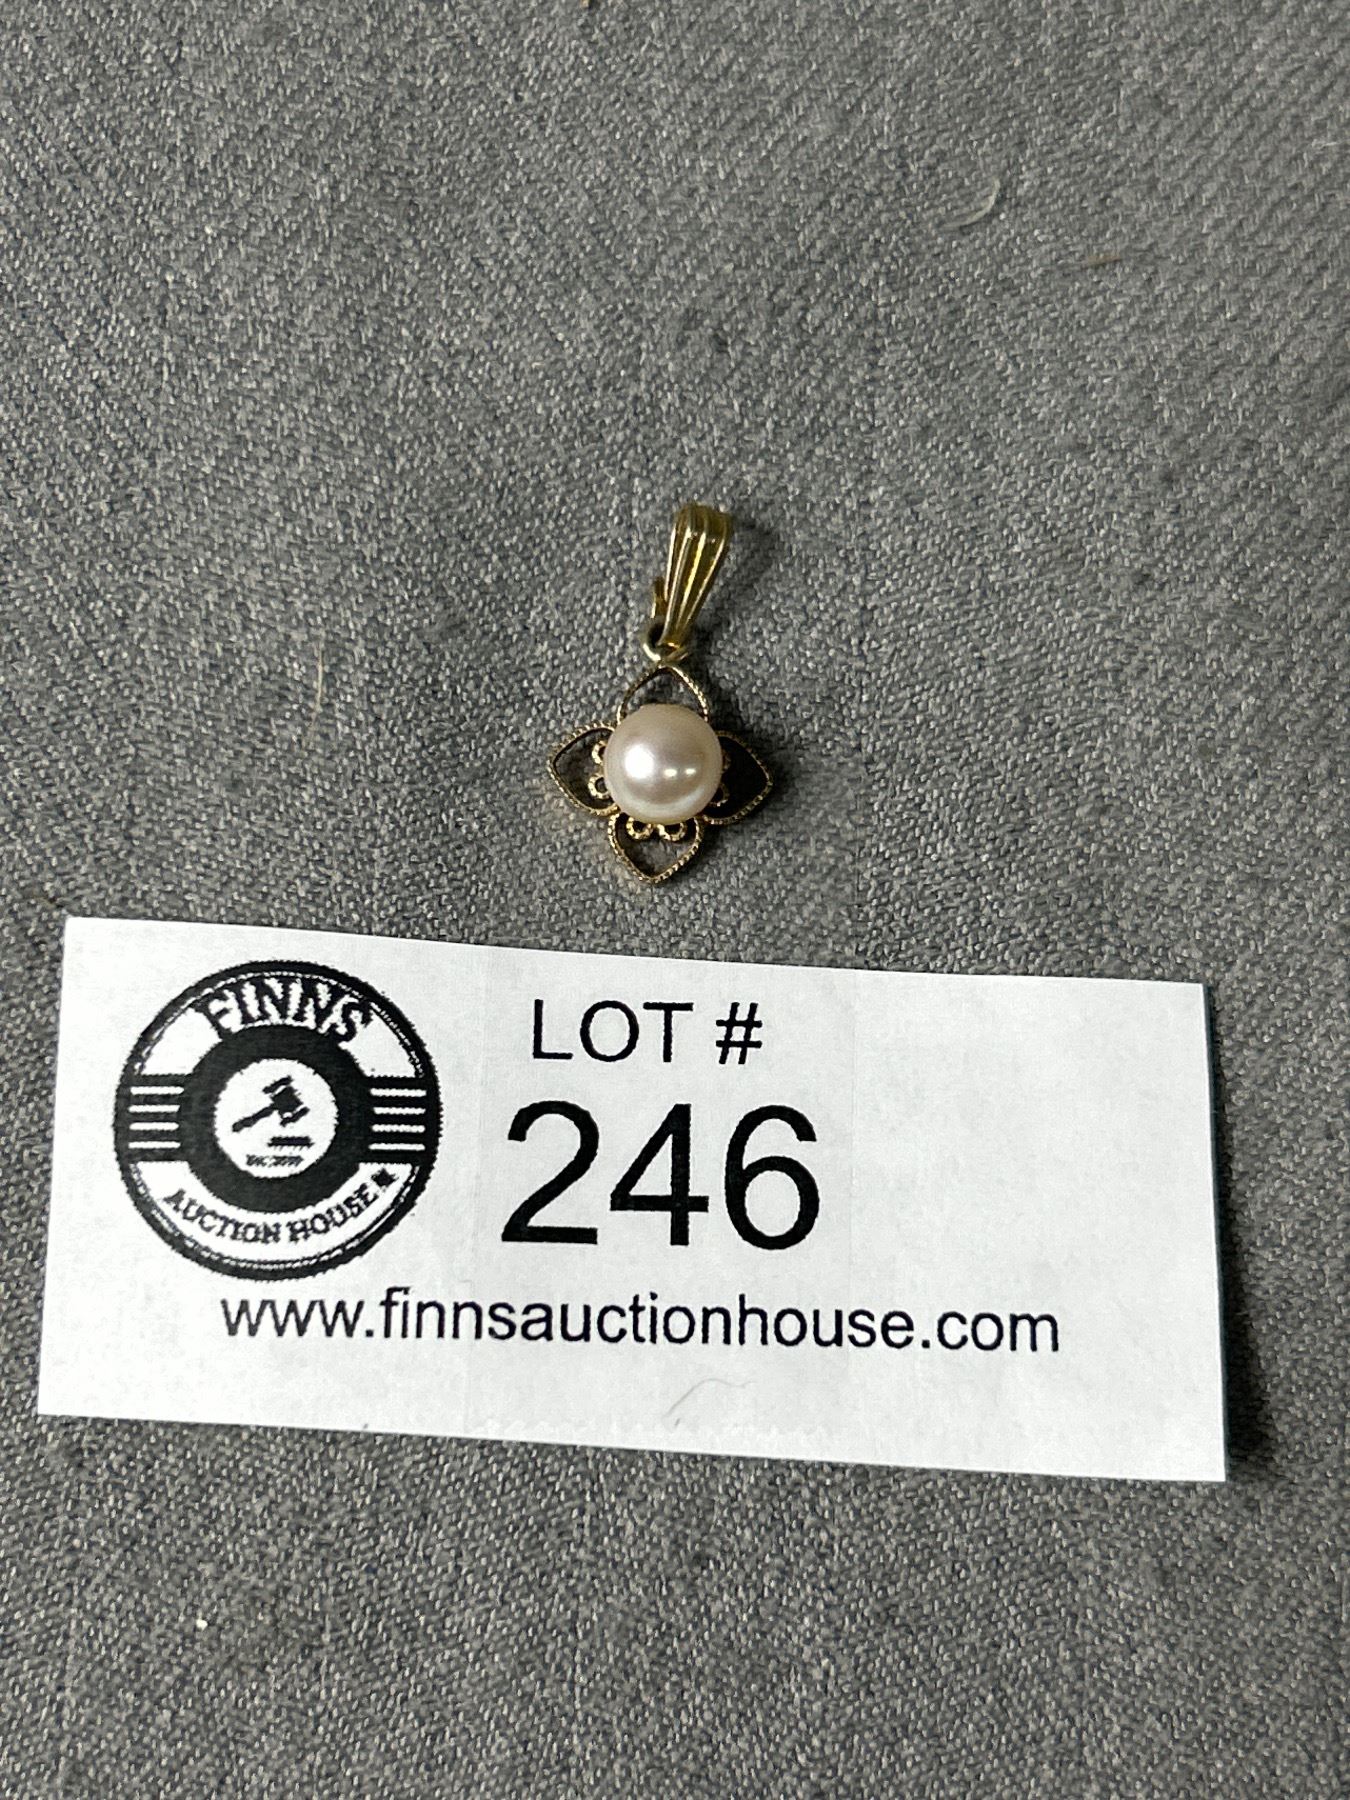 FINNS
AUCTION HOUSE
LOT #
246
www.finnsauctionhouse.com